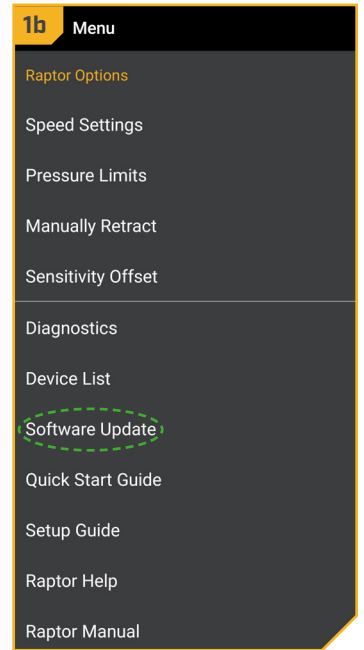 1b Menu
Raptor Options
Speed Settings
Pressure Limits
Manually Retract
Sensitivity Offset
Diagnostics
Device List
Software Update
Quick Start Guide
Setup Guide
Raptor Help
Raptor Manual